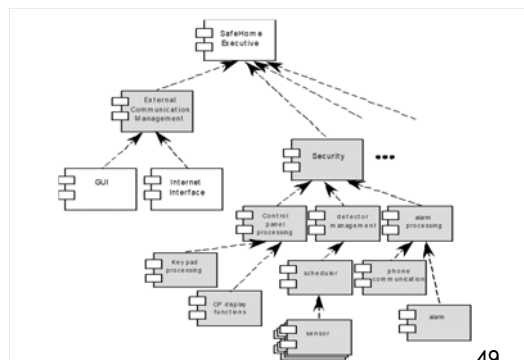 SafeHome
Executive
External
Communication
Management
Security
GUI
Internet
Interface
Control
panel
processing
detector
management
alarm
processing
Keypad
processing
scheduler
phone
communication
CP display
functions
sensor
alarm
49